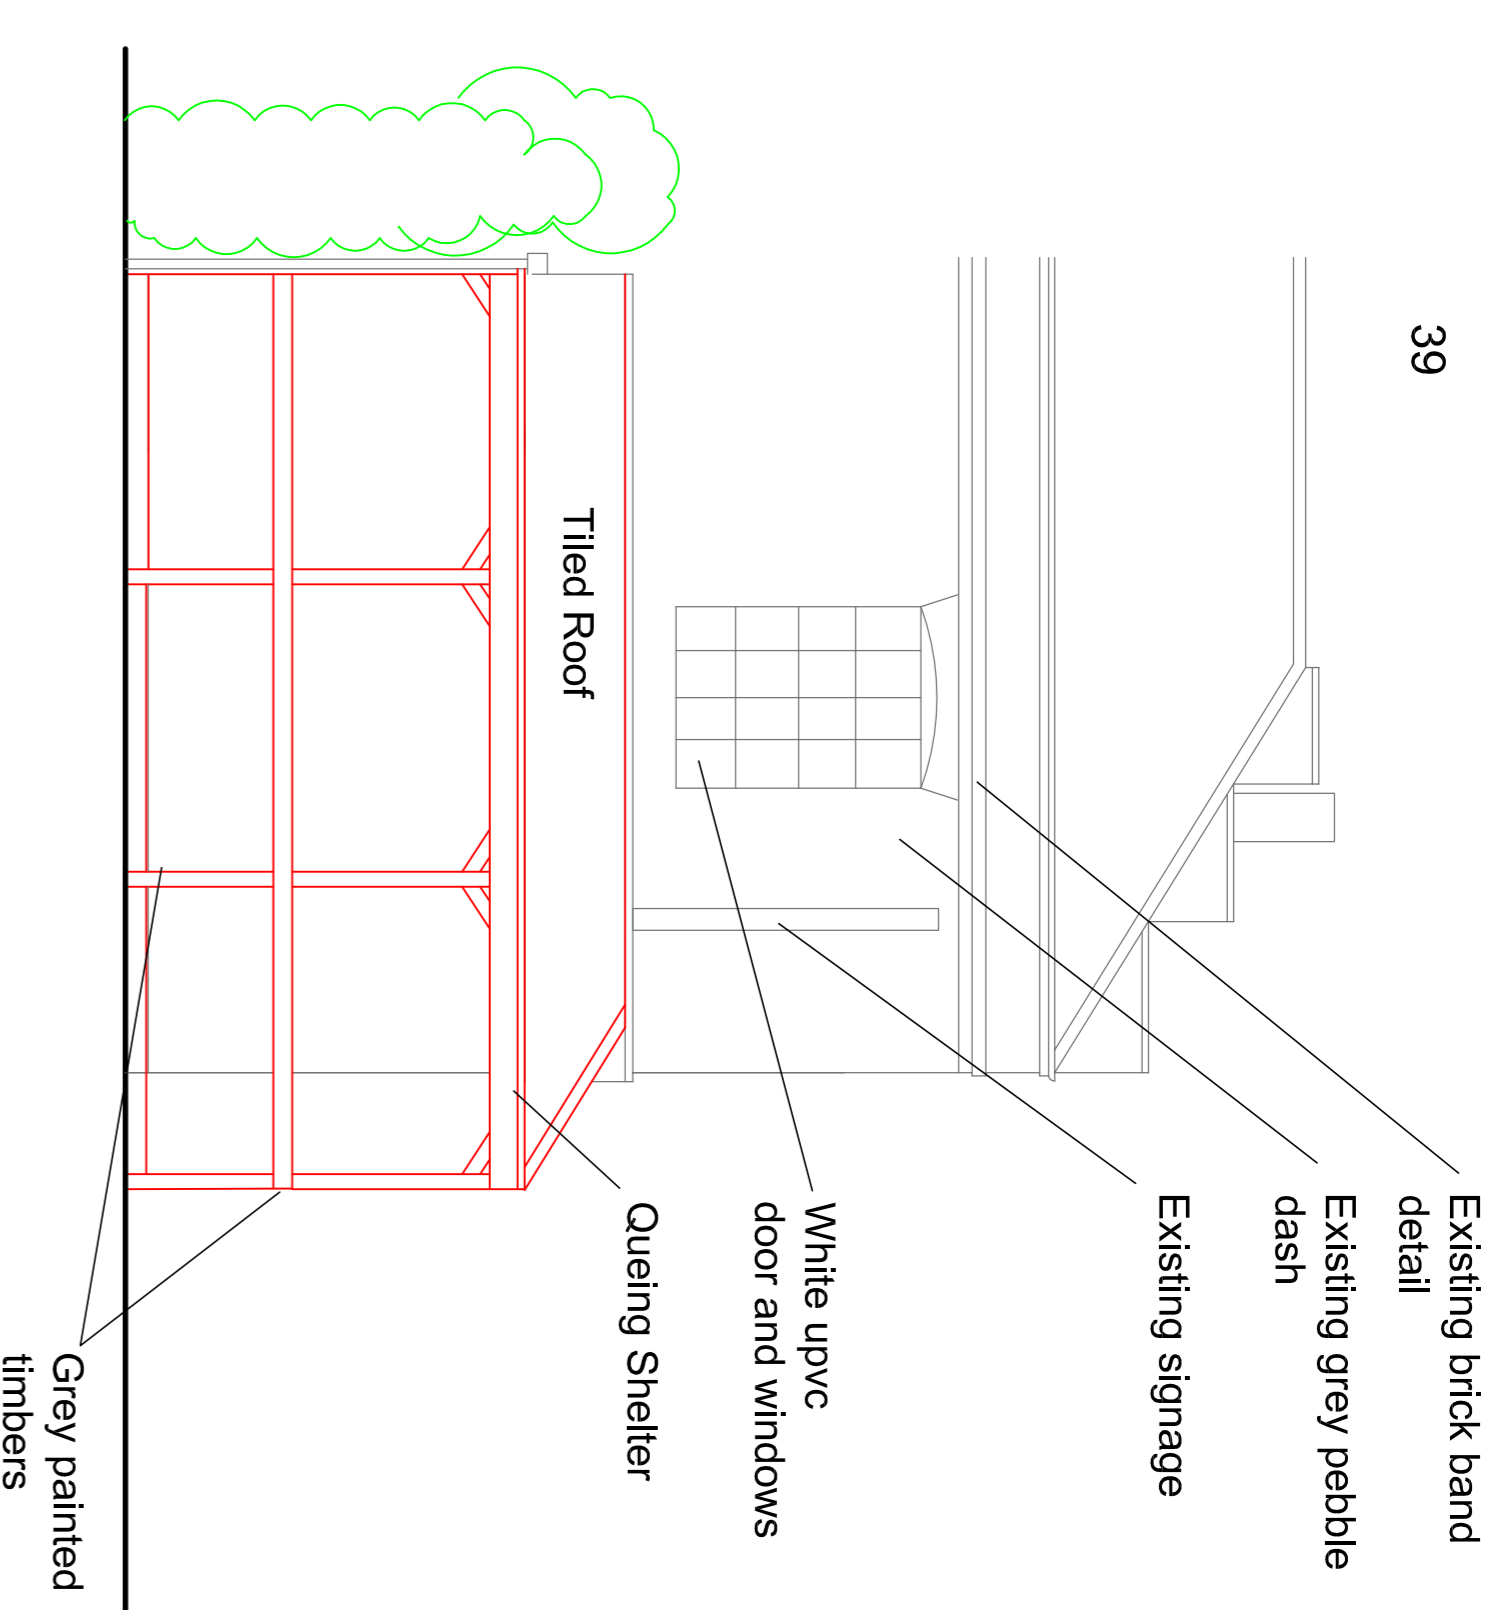 39
Existing brick band
detail
Existing grey pebble
dash
Existing signage
White upvc
door and windows
Tiled Roof
Queing Shelter
Grey painted
timbers